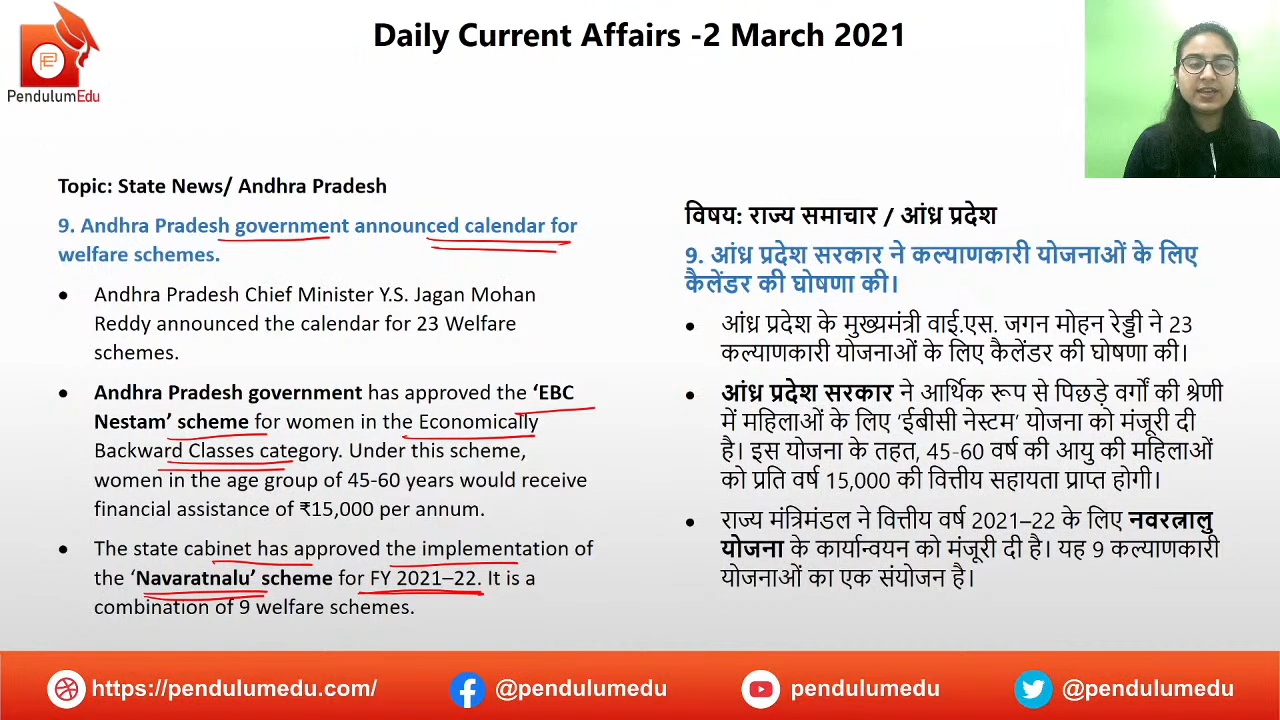 Daily Current Affairs -2 March 2021
PendulumEdu
Topic: State News/ Andhra Pradesh
9. Andhra Pradesh government announced calendar for
welfare schemes.
• Andhra Pradesh Chief Minister Y.S. Jagan Mohan
Reddy announced the calendar for 23 Welfare
schemes.
• Andhra Pradesh government has approved the ‘EBC
Nestam’ scheme for women in the Economically
Backward Classes category. Under this scheme,
women in the age group of 45-60 years would receive
financial assistance of ₹15,000 per annum.
• The state cabinet has approved the implementation of
the ‘Navaratnalu’ scheme for FY 2021–22. It is a
combination of 9 welfare schemes.
विषय: राज्य समाचार / आंध्र प्रदेश
9. आंध्र प्रदेश सरकार ने कल्याणकारी योजनाओं के लिए
कैलेंडर की घोषणा की।
• आंध्र प्रदेश के मुख्यमंत्री वाई.एस. जगन मोहन रेड्डी ने 23
कल्याणकारी योजनाओं के लिए कैलेंडर की घोषणा की।
• आंध्र प्रदेश सरकार ने आर्थिक रूप से पिछड़े वर्गों की श्रेणी
में महिलाओं के लिए ‘ईबीसी नेस्टम’ योजना को मंजूरी दी
है। इस योजना के तहत, 45-60 वर्ष की आयु की महिलाओं
को प्रति वर्ष 15,000 की वित्तीय सहायता प्राप्त होगी।
• राज्य मंत्रिमंडल ने वित्तीय वर्ष 2021–22 के लिए नवरत्नालु
योजना के कार्यान्वयन को मंजूरी दी है। यह 9 कल्याणकारी
योजनाओं का एक संयोजन है।
https://pendulumedu.com/
@pendulumedu
pendulumedu
@pendulumedu